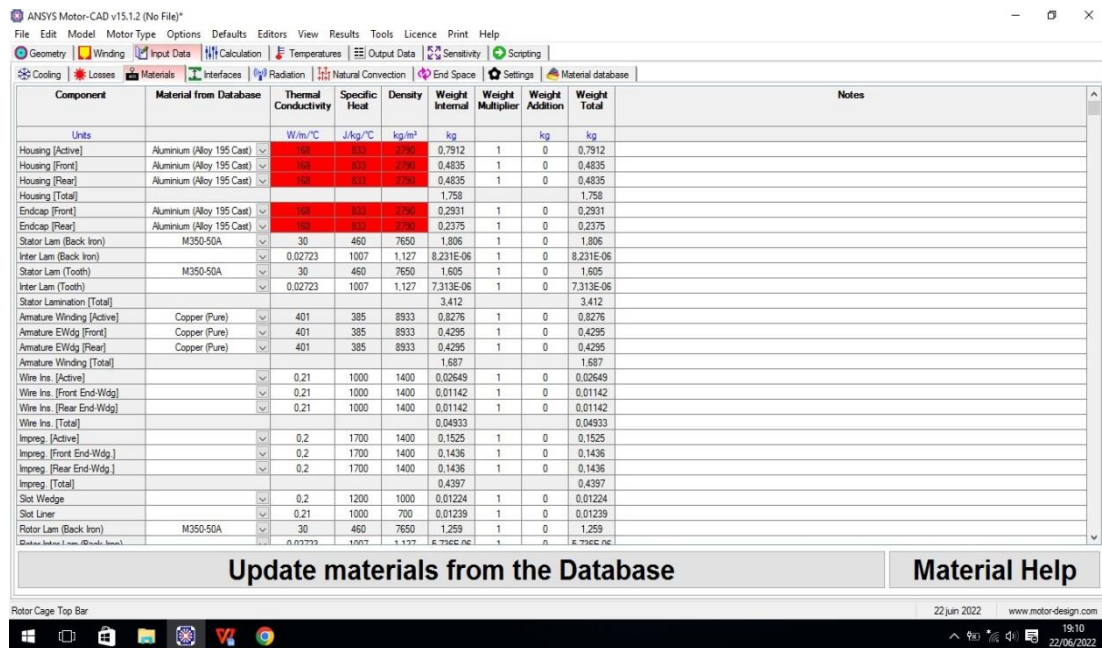 ANSYS Motor-CAD v15.1.2 (No File)*
File Edit Model Motor Type Options Defaults Editors View Results Tools Licence Print Help
Geometry Winding Input Data Calculation Temperatures Output Data Sensitivity Scripting
Cooling Losses Materials Interfaces Radiation Natural Convection End Space Settings Material database
Component Material from Database Thermal Conductivity Specific Heat Density Weight Internal Weight Multiplier Weight Addition Weight Total Notes
Units W/m/°C J/kg/°C kg/m³ kg kg kg
Housing [Active] Aluminium (Alloy 195 Cast) 168 833 2790 0,7912 1 0 0,7912
Housing [Front] Aluminium (Alloy 195 Cast) 168 833 2790 0,4835 1 0 0,4835
Housing [Rear] Aluminium (Alloy 195 Cast) 168 833 2790 0,4835 1 0 0,4835
Housing [Total] 1,758 1,758
Endcap [Front] Aluminium (Alloy 195 Cast) 168 833 2790 0,2931 1 0 0,2931
Endcap [Rear] Aluminium (Alloy 195 Cast) 168 833 2790 0,2375 1 0 0,2375
Stator Lam (Back Iron) M350-50A 30 460 7650 1,806 1 0 1,806
Inter Lam (Back Iron) 0,02723 1007 1,127 8,231E-06 1 0 8,231E-06
Stator Lam (Tooth) M350-50A 30 460 7650 1,605 1 0 1,605
Inter Lam (Tooth) 0,02723 1007 1,127 7,313E-06 1 0 7,313E-06
Stator Lamination [Total] 3,412 3,412
Armature Winding [Active] Copper (Pure) 401 385 8933 0,8276 1 0 0,8276
Armature EWdg [Front] Copper (Pure) 401 385 8933 0,4295 1 0 0,4295
Armature EWdg [Rear] Copper (Pure) 401 385 8933 0,4295 1 0 0,4295
Armature Winding [Total] 1,687 1,687
Wire Ins. [Active] 0,21 1000 1400 0,02649 1 0 0,02649
Wire Ins. [Front End-Wdg] 0,21 1000 1400 0,01142 1 0 0,01142
Wire Ins. [Rear End-Wdg] 0,21 1000 1400 0,01142 1 0 0,01142
Wire Ins. [Total] 0,04933 0,04933
Impreg. [Active] 0,2 1700 1400 0,1525 1 0 0,1525
Impreg. [Front End-Wdg.] 0,2 1700 1400 0,1436 1 0 0,1436
Impreg. [Rear End-Wdg.] 0,2 1700 1400 0,1436 1 0 0,1436
Impreg. [Total] 0,4397 0,4397
Slot Wedge 0,2 1200 1000 0,01224 1 0 0,01224
Slot Liner 0,21 1000 700 0,01239 1 0 0,01239
Rotor Lam (Back Iron) M350-50A 30 460 7650 1,259 1 0 1,259
Rotor Inter Lam (Back Iron) 0,02723 1007 1,127 5,736E-06 1 0 5,736E-06
Update materials from the Database Material Help
Rotor Cage Top Bar 22 juin 2022 www.motor-design.com
19:10
22/06/2022